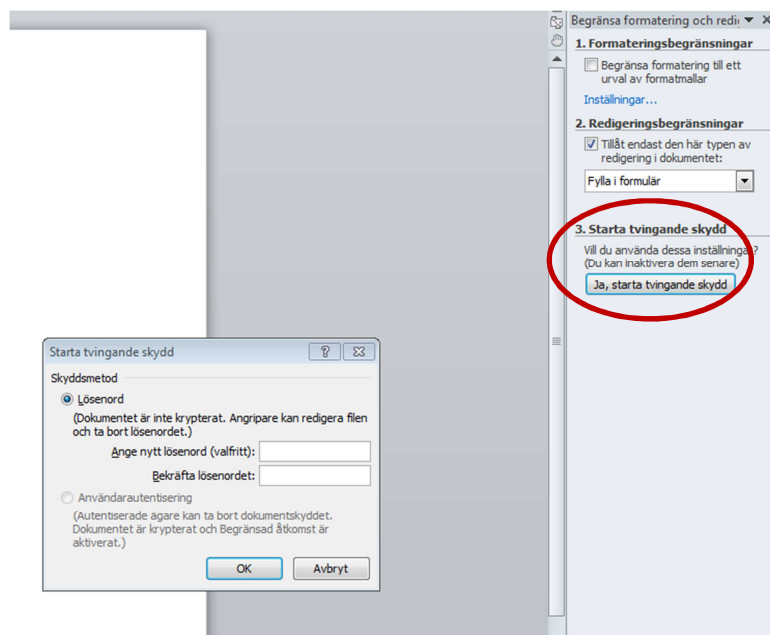 Begränsa formatering och redi
1. Formateringsbegränsningar
Begränsa formatering till ett
urval av formatmallar
Inställningar...
2. Redigeringsbegränsningar
Tillåt endast den här typen av
redigering i dokumentet:
Fylla i formulär
3. Starta tvingande skydd
Vill du använda dessa inställningar?
(Du kan inaktivera dem senare)
Ja, starta tvingande skydd
Starta tvingande skydd
Skyddsmetod
Lösenord
(Dokumentet är inte krypterat. Angripare kan redigera filen
och ta bort lösenordet.)
Ange nytt lösenord (valfritt):
Bekräfta lösenordet:
Användarautentisering
(Autentiserade ägare kan ta bort dokumentskyddet.
Dokumentet är krypterat och Begränsad åtkomst är
aktiverat.)
OK Avbryt